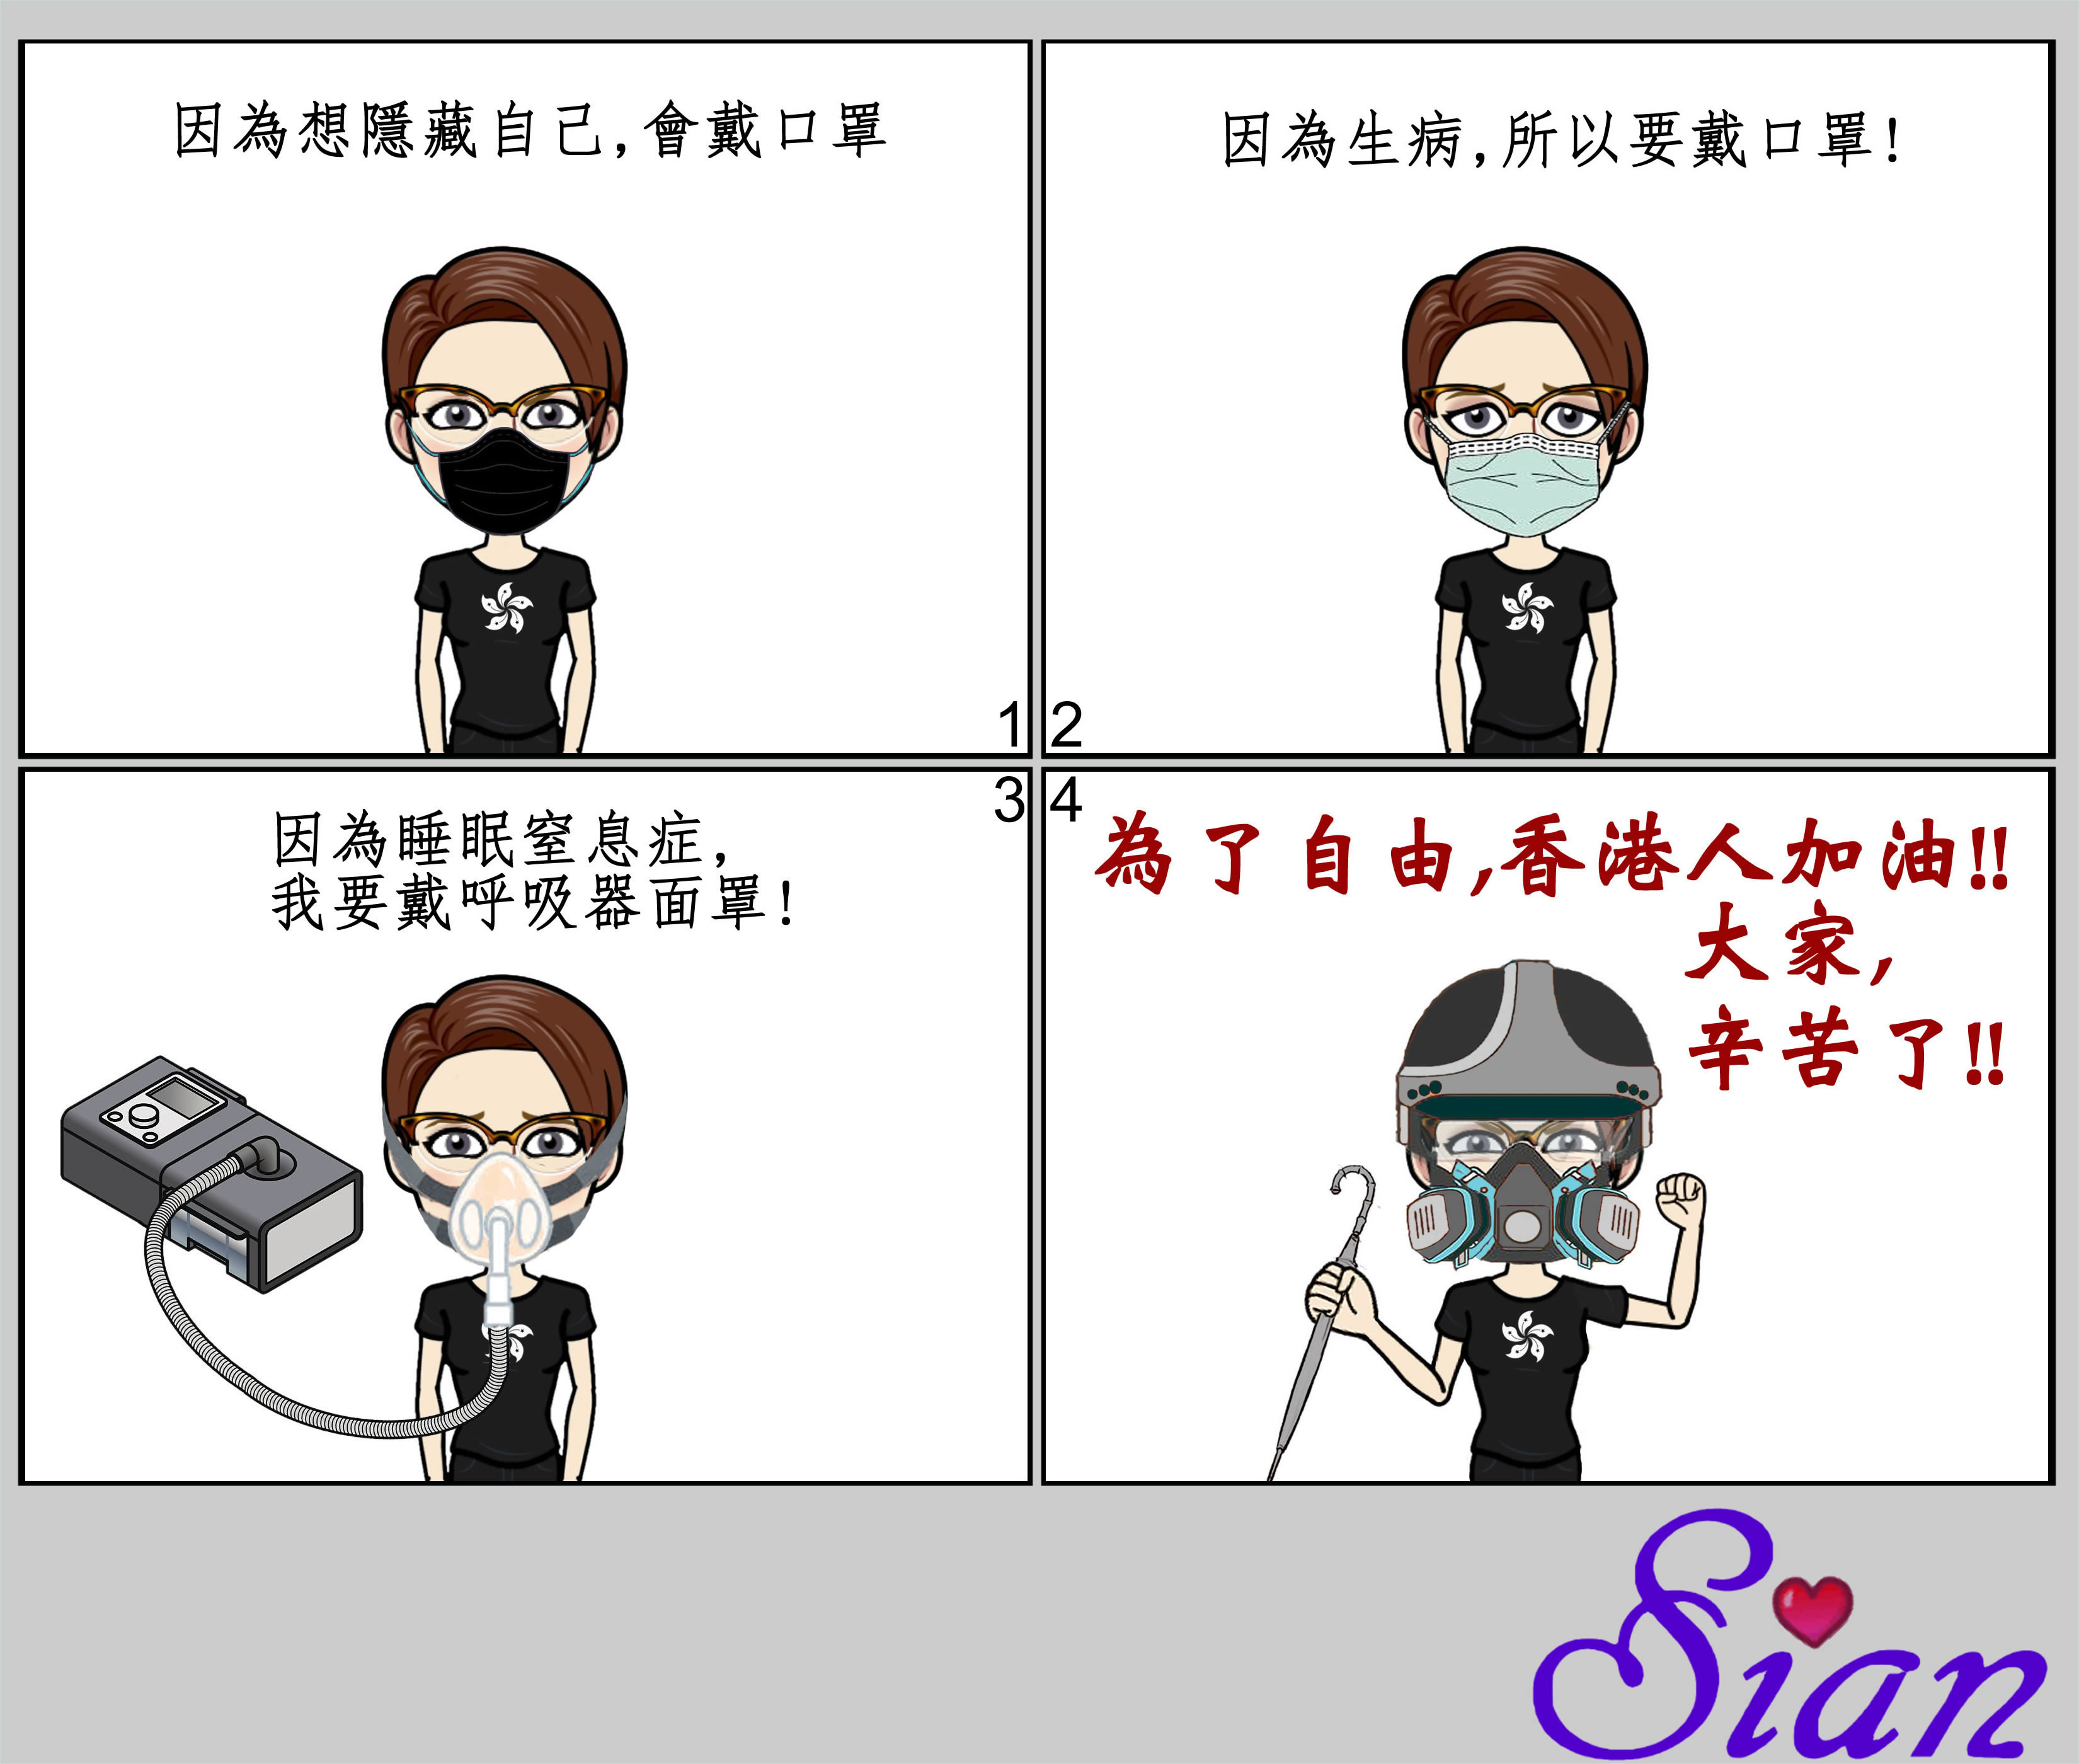 因為想隱藏自己,會戴口罩
1
因為生病,所以要戴口罩!
2
因為睡眠窒息症,
我要戴呼吸器面罩!
3
4
為了自由,香港人加油!!
大家,
辛苦了!!
Sian